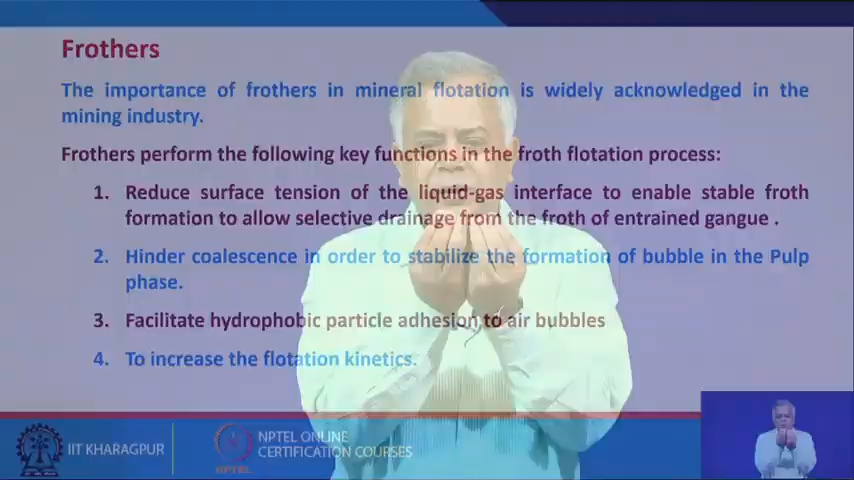 Frothers
The importance of frothers in mineral flotation is widely acknowledged in the
mining industry.
Frothers perform the following key functions in the froth flotation process:
1. Reduce surface tension of the liquid-gas interface to enable stable froth
formation to allow selective drainage from the froth of entrained gangue .
2. Hinder coalescence in order to stabilize the formation of bubble in the Pulp
phase.
3. Facilitate hydrophobic particle adhesion to air bubbles
4. To increase the flotation kinetics.
IIT KHARAGPUR
NPTEL
NPTEL ONLINE
CERTIFICATION COURSES